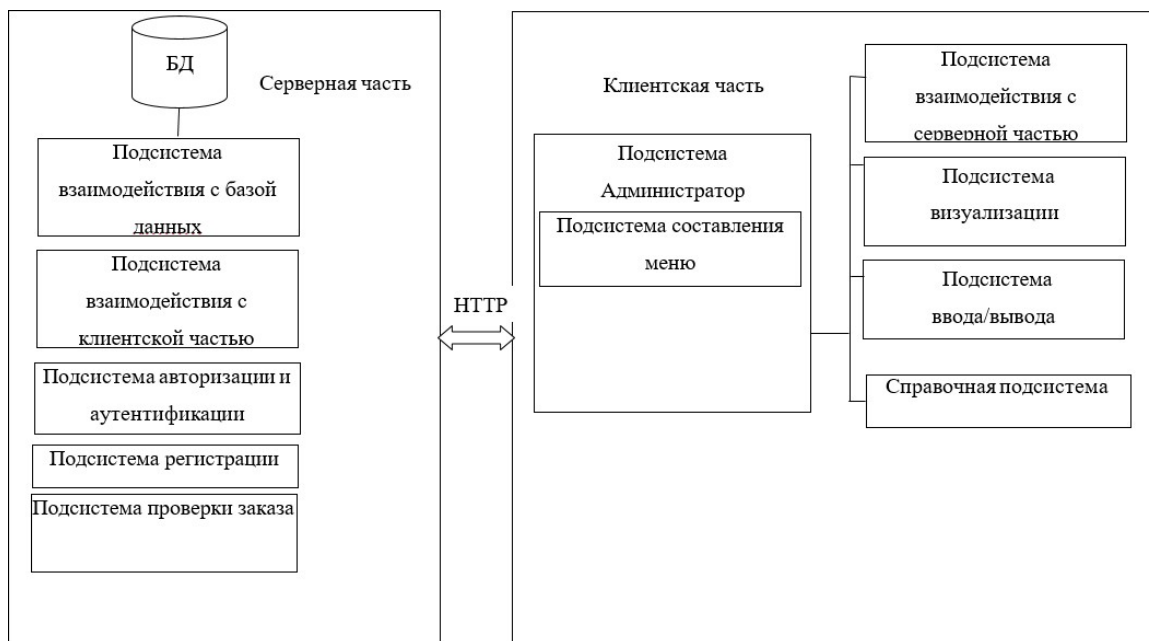 БД
Серверная часть
Подсистема
взаимодействия с базой
данных
Подсистема
взаимодействия с
клиентской частью
Подсистема авторизации и
аутентификации
Подсистема регистрации
Подсистема проверки заказа
HTTP
Клиентская часть
Подсистема
Администратор
Подсистема составления
меню
Подсистема
взаимодействия с
серверной частью
Подсистема
визуализации
Подсистема
ввода/вывода
Справочная подсистема